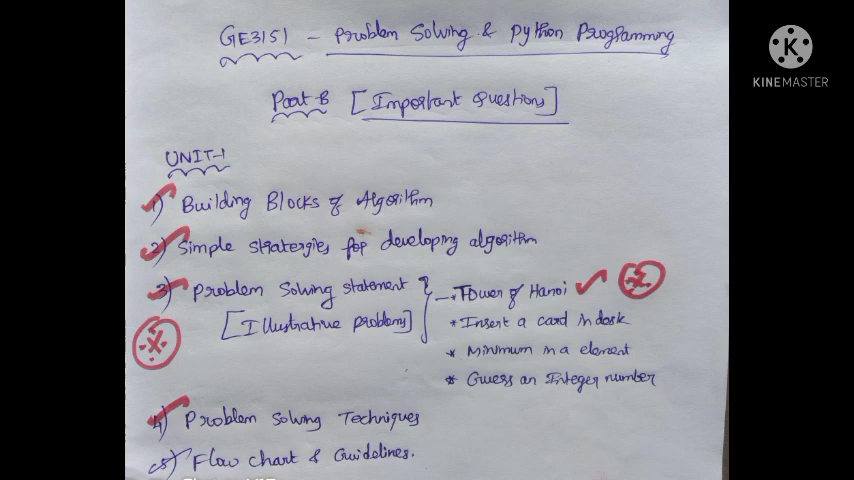 GE3151 - Problem Solving & Python Programming
K
KINEMASTER
Part B [Important Questions]
UNIT-1
1) Building Blocks of Algorithm
2) Simple stratergies for developing algorithm
3) Problem Solving statement
[Illustrative problems]
* Tower of Hanoi
* Insert a card in desk
* Minimum in a element
* Guess an Integer number
4) Problem Solving Techniques
5) Flow chart & Guidelines.